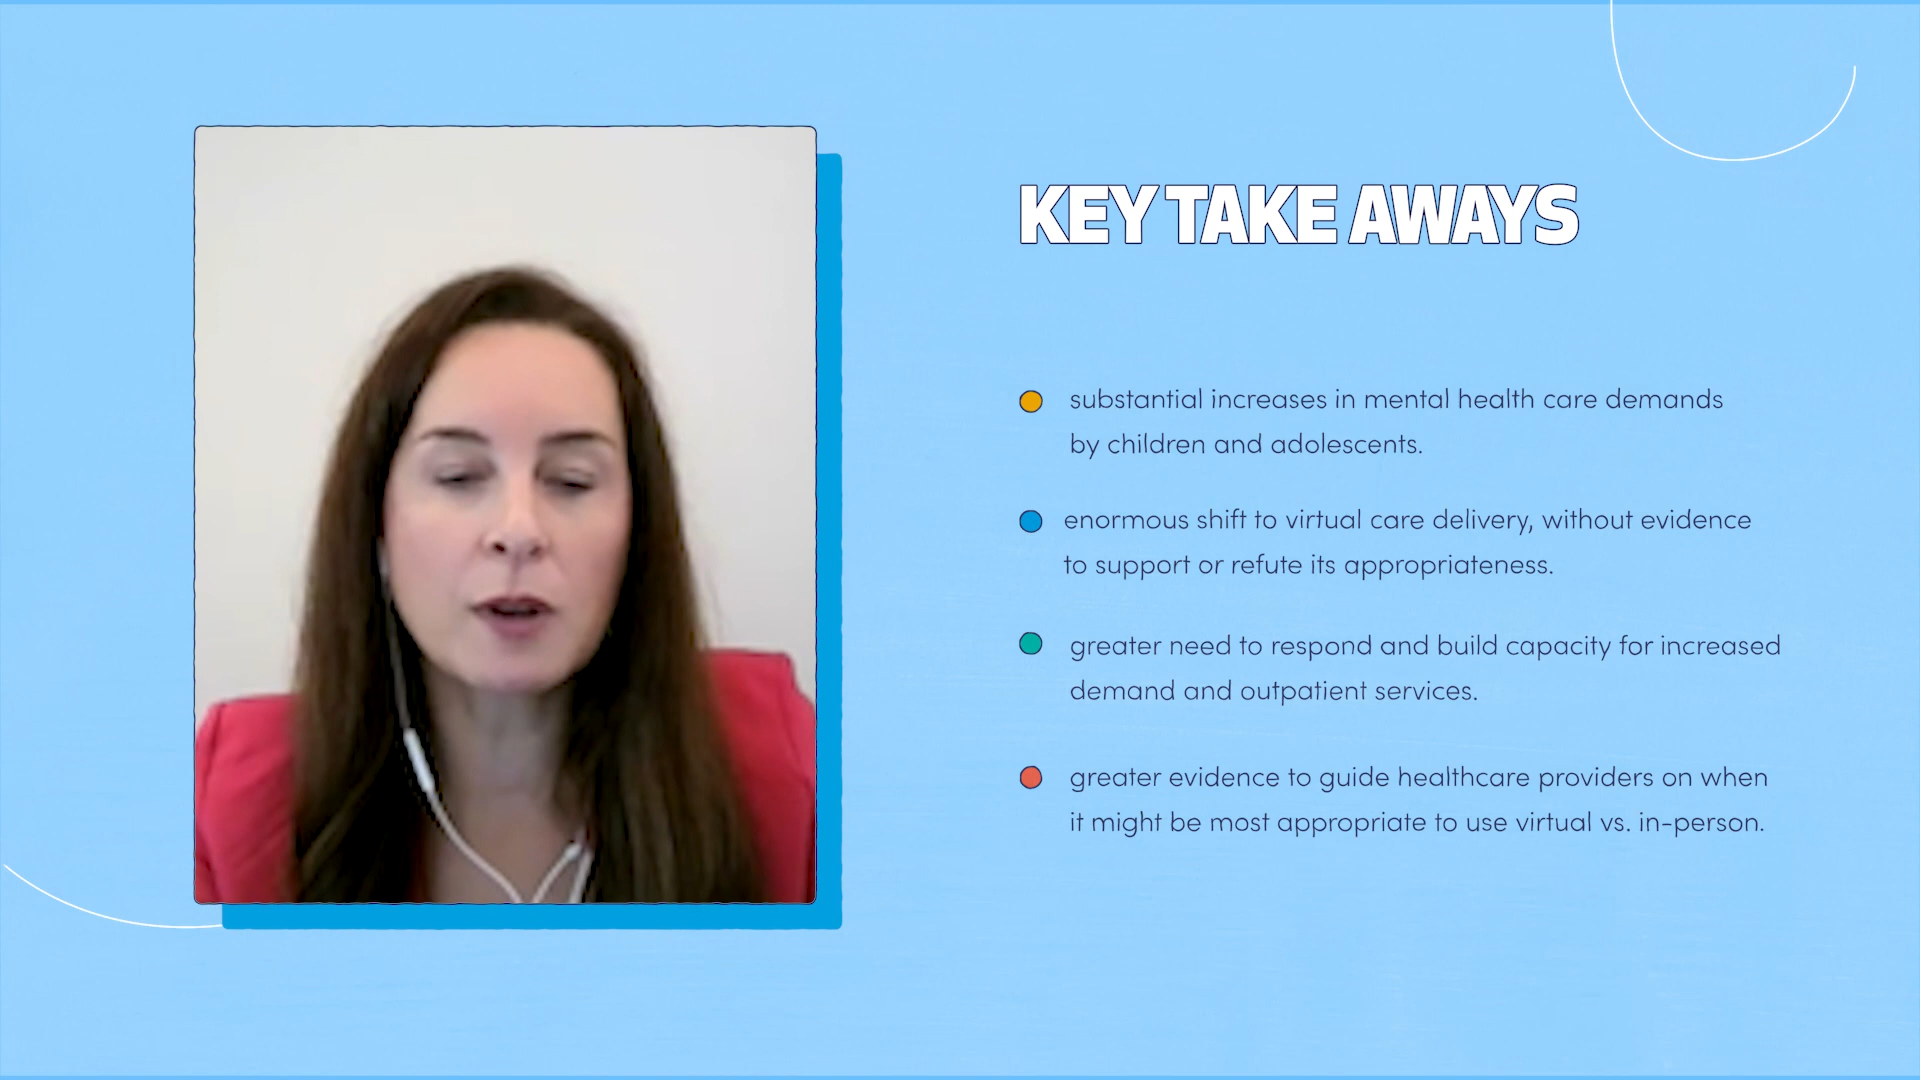 KEY TAKE AWAYS
substantial increases in mental health care demands
by children and adolescents.
enormous shift to virtual care delivery, without evidence
to support or refute its appropriateness.
greater need to respond and build capacity for increased
demand and outpatient services.
greater evidence to guide healthcare providers on when
it might be most appropriate to use virtual vs. in-person.